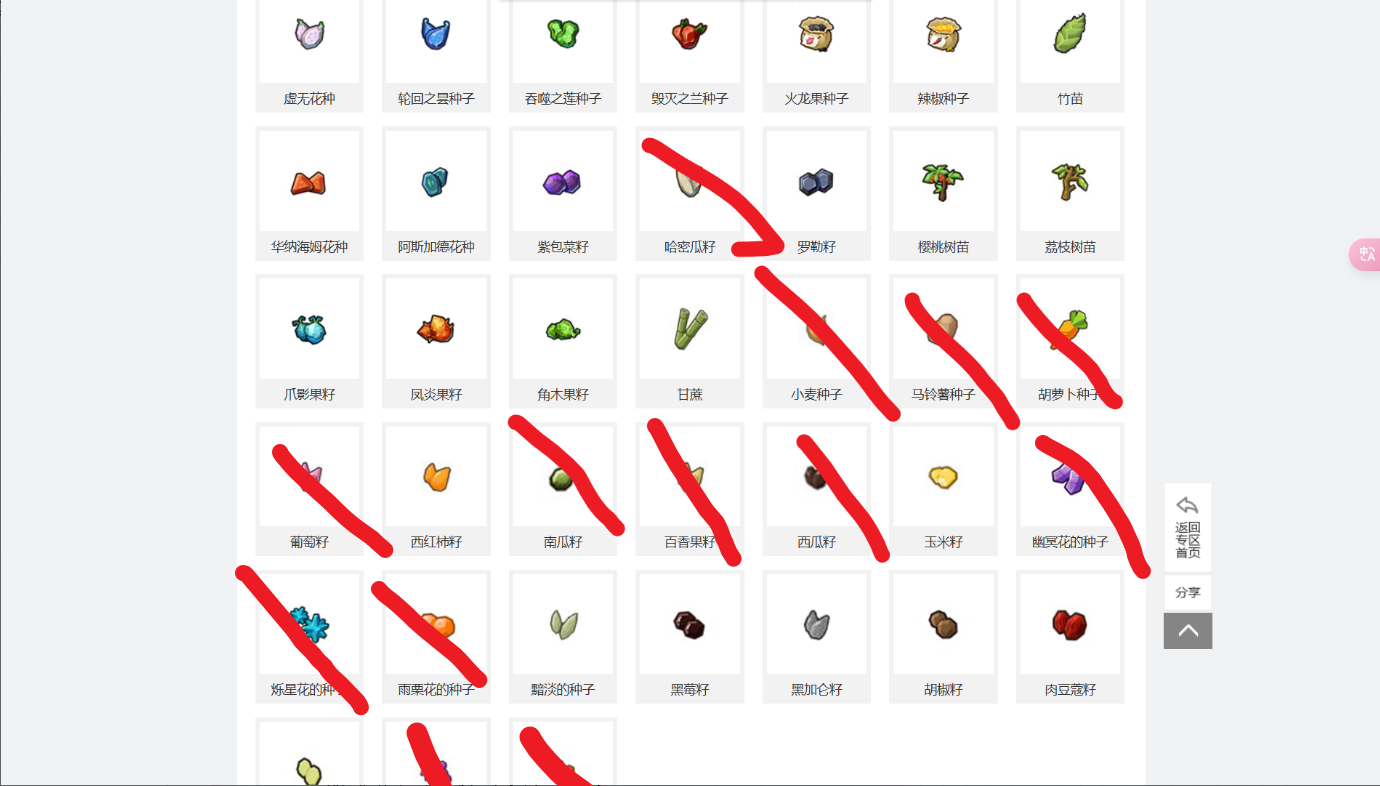 虚无花种 轮回之昙种子 吞噬之莲种子 毁灭之兰种子 火龙果种子 辣椒种子 竹苗
华纳海姆花种 阿斯加德花种 紫包菜籽 哈密瓜籽 罗勒籽 樱桃树苗 荔枝树苗
爪影果籽 凤炎果籽 角木果籽 甘蔗 小麦种子 马铃薯种子 胡萝卜种子
葡萄籽 西红柿籽 南瓜籽 百香果籽 西瓜籽 玉米籽 幽冥花的种子
返回
专区
首页
分享
烁星花的种子 雨栗花的种子 黯淡的种子 黑莓籽 黑加仑籽 胡椒籽 肉豆蔻籽